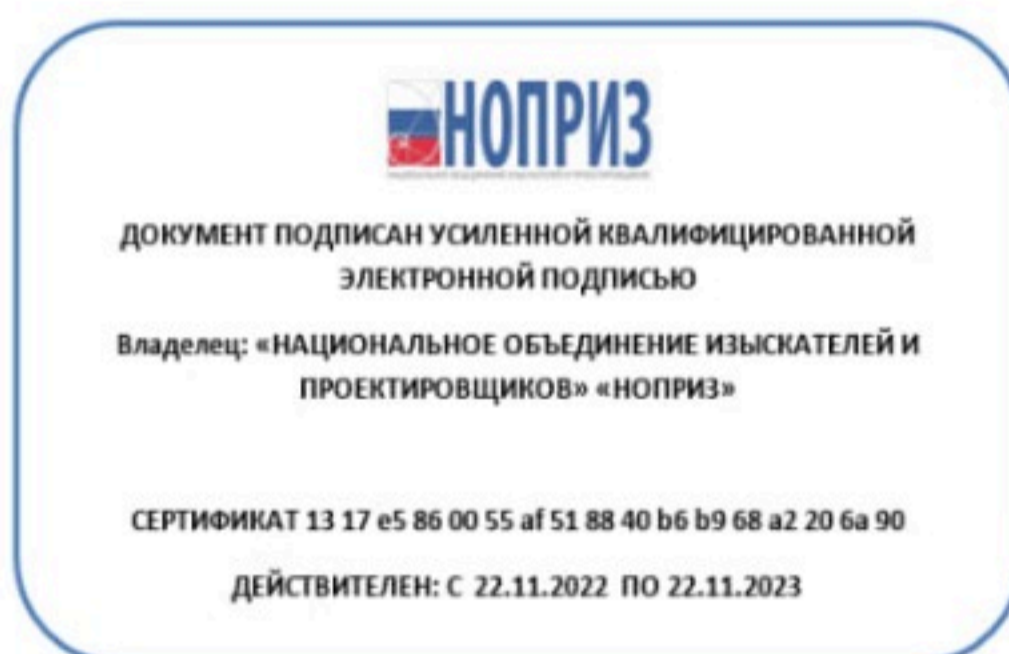 НОПРИЗ
ДОКУМЕНТ ПОДПИСАН УСИЛЕННОЙ КВАЛИФИЦИРОВАННОЙ
ЭЛЕКТРОННОЙ ПОДПИСЬЮ
Владелец: «НАЦИОНАЛЬНОЕ ОБЪЕДИНЕНИЕ ИЗЫСКАТЕЛЕЙ И
ПРОЕКТИРОВЩИКОВ» «НОПРИЗ»
СЕРТИФИКАТ 13 17 e5 86 00 55 af 51 88 40 b6 b9 68 a2 20 6a 90
ДЕЙСТВИТЕЛЕН: С 22.11.2022 ПО 22.11.2023